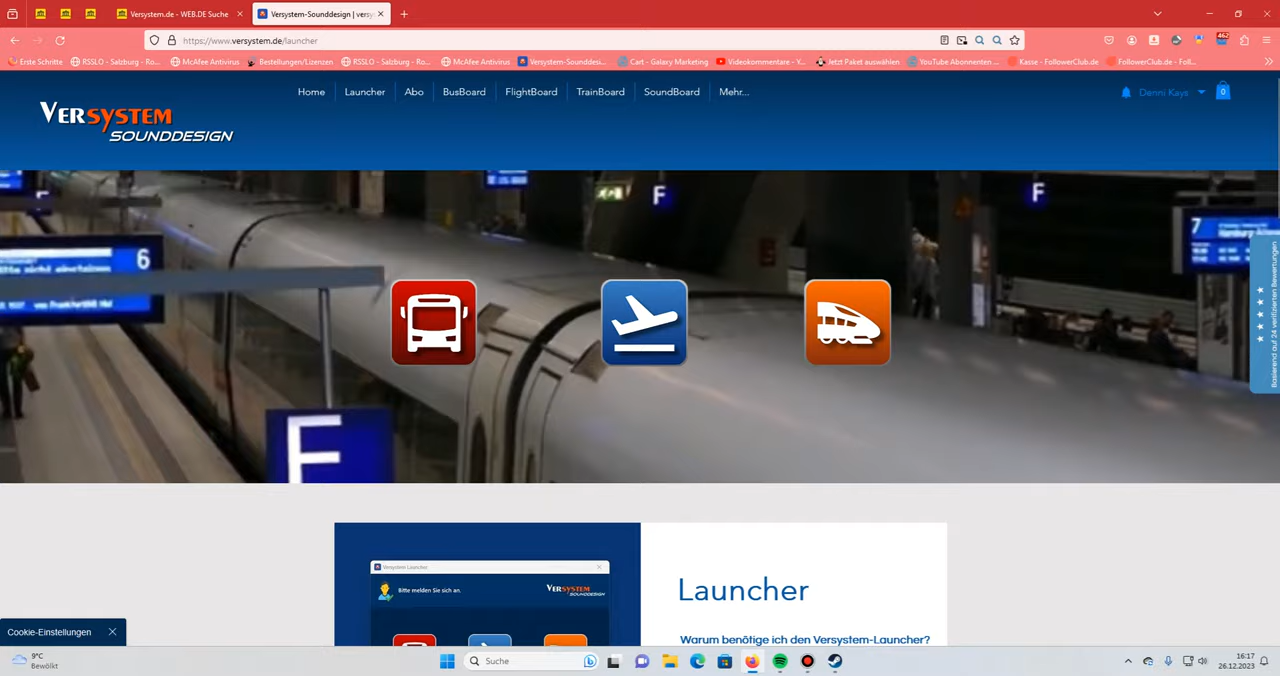 Versystem.de - WEB.DE Suche
Versystem-Sounddesign | versy
https://www.versystem.de/launcher
462
Erste Schritte
RSSLO - Salzburg - Ro...
McAfee Antivirus
Bestellungen/Lizenzen
RSSLO - Salzburg - Ro...
McAfee Antivirus
Versystem-Sounddesi...
Cart - Galaxy Marketing
Videokommentare - Y...
Jetzt Paket auswählen
YouTube Abonnenten ...
Kasse - FollowerClub.de
FollowerClub.de - Foll...
VERSYSTEM
SOUNDDESIGN
Home
Launcher
Abo
BusBoard
FlightBoard
TrainBoard
SoundBoard
Mehr...
Denni Kays
0
6
F
F
7
F
Basierend auf 24 verifizierten Bewertungen
Versystem Launcher
Bitte melden Sie sich an.
VERSYSTEM
SOUNDDESIGN
Launcher
Warum benötige ich den Versystem-Launcher?
Cookie-Einstellungen
9°C
Bewölkt
Suche
16:17
26.12.2023